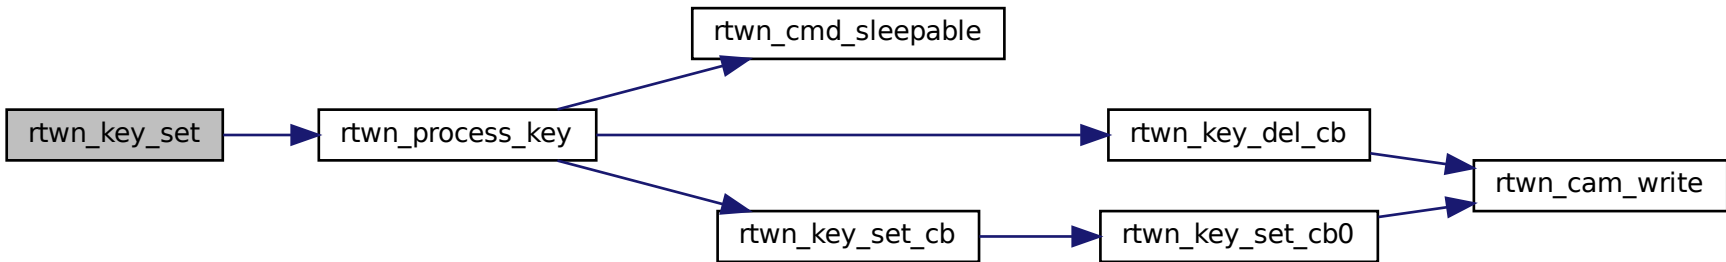 rtwn_cmd_sleepable
rtwn_key_set
rtwn_process_key
rtwn_key_del_cb
rtwn_cam_write
rtwn_key_set_cb
rtwn_key_set_cb0